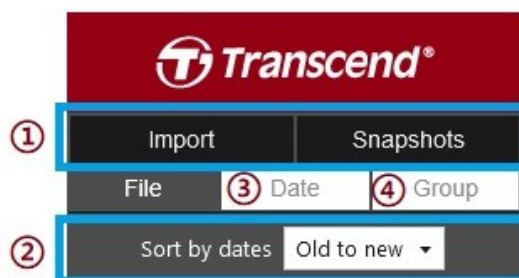 Transcend®
① Import Snapshots
File ③ Date ④ Group
② Sort by dates Old to new